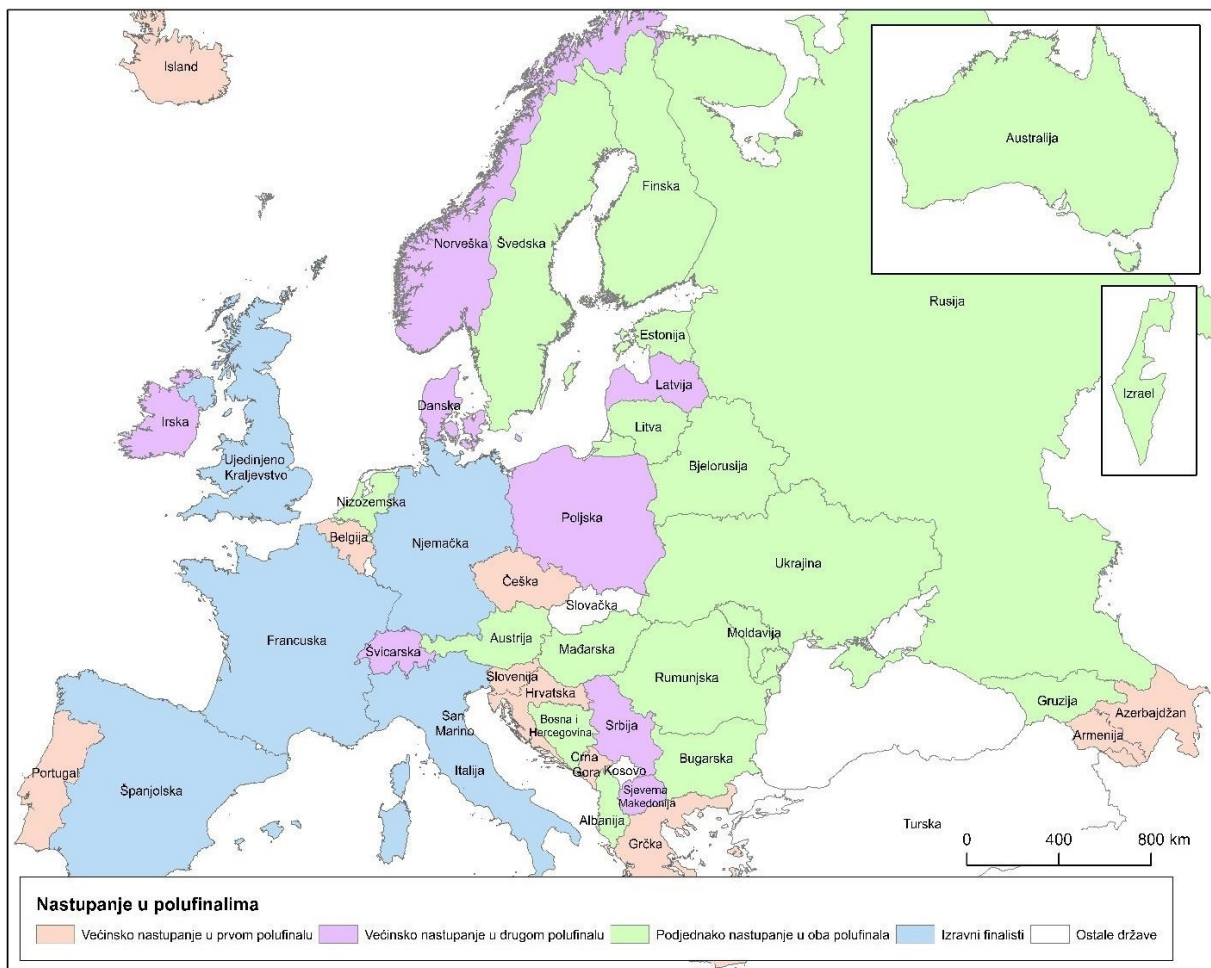 Island
Australija
Finska
Norveška
Švedska
Rusija
Estonija
Izrael
Latvija
Danska
Irska
Litva
Ujedinjeno
Kraljevstvo
Bjelorusija
Nizozemska
Poljska
Belgija
Njemačka
Ukrajina
Češka
Slovačka
Austrija
Moldavija
Francuska
Švicarska
Mađarska
Slovenija
Rumunjska
Hrvatska
Gruzija
San
Marino
Bosna i
Hercegovina
Srbija
Azerbajdžan
Armenija
Crna
Gora
Kosovo
Bugarska
Portugal
Italija
Španjolska
Sjeverna
Makedonija
Albanija
Turska
Grčka
0 400 800 km
Nastupanje u polufinalima
Većinsko nastupanje u prvom polufinalu Većinsko nastupanje u drugom polufinalu Podjednako nastupanje u oba polufinala Izravni finalisti Ostale države